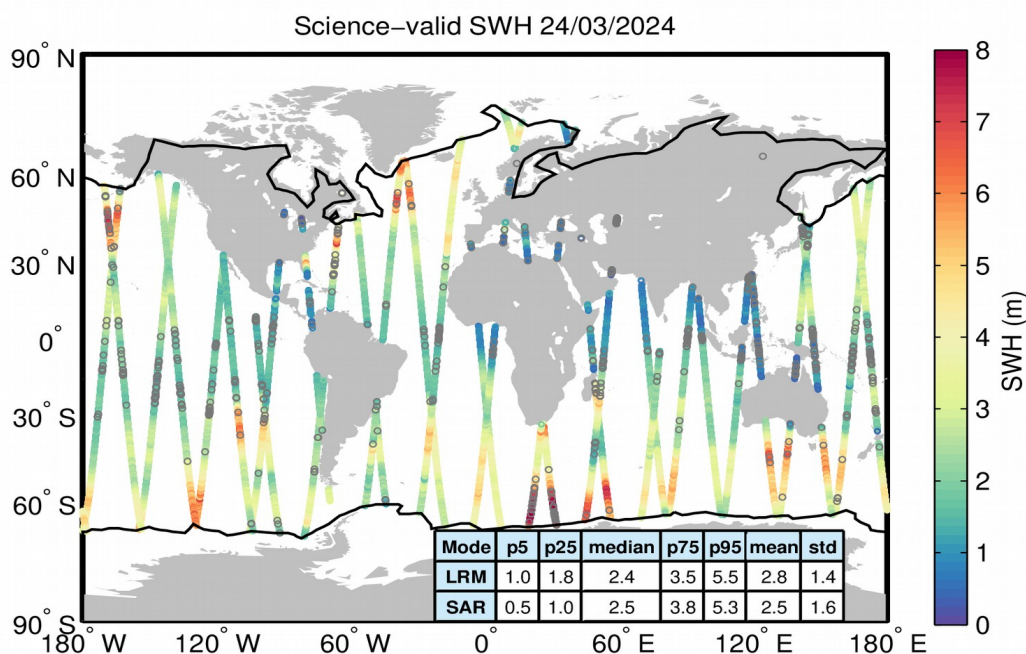 Science−valid SWH 24/03/2024
90° N
60° N
30° N
0°
30° S
60° S
90° S
180° W
120° W
60° W
0°
60° E
120° E
180° E
Mode p5 p25 median p75 p95 mean std
LRM 1.0 1.8 2.4 3.5 5.5 2.8 1.4
SAR 0.5 1.0 2.5 3.8 5.3 2.5 1.6
8
7
6
5
4
3
2
1
0
SWH (m)